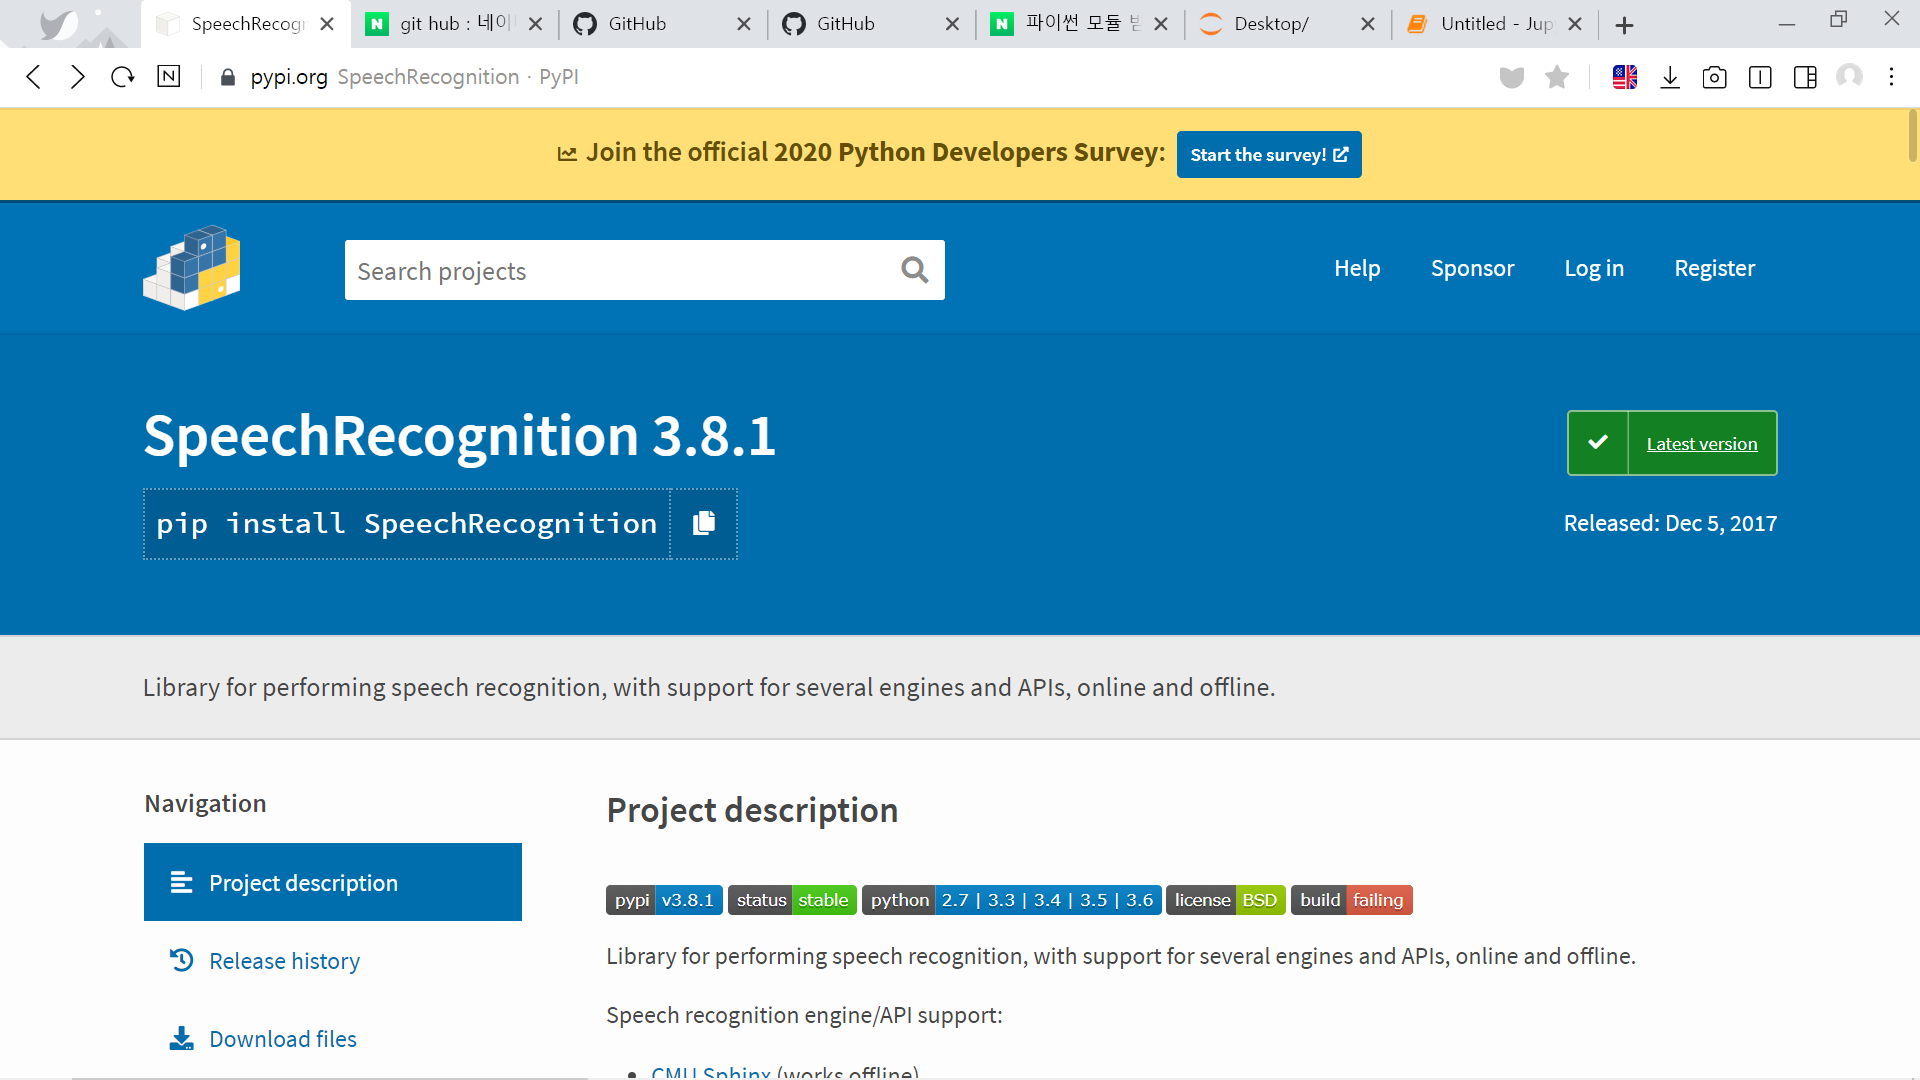 SpeechRecogn
git hub : 네이
GitHub
GitHub
파이썬 모듈
Desktop/
Untitled - Jup
N
pypi.org SpeechRecognition · PyPI
Join the official 2020 Python Developers Survey: Start the survey!
Search projects
Help
Sponsor
Log in
Register
SpeechRecognition 3.8.1
Latest version
pip install SpeechRecognition
Released: Dec 5, 2017
Library for performing speech recognition, with support for several engines and APIs, online and offline.
Navigation
Project description
Release history
Download files
Project description
pypi v3.8.1 status stable python 2.7 | 3.3 | 3.4 | 3.5 | 3.6 license BSD build failing
Library for performing speech recognition, with support for several engines and APIs, online and offline.
Speech recognition engine/API support:
• CMU Sphinx (works offline)